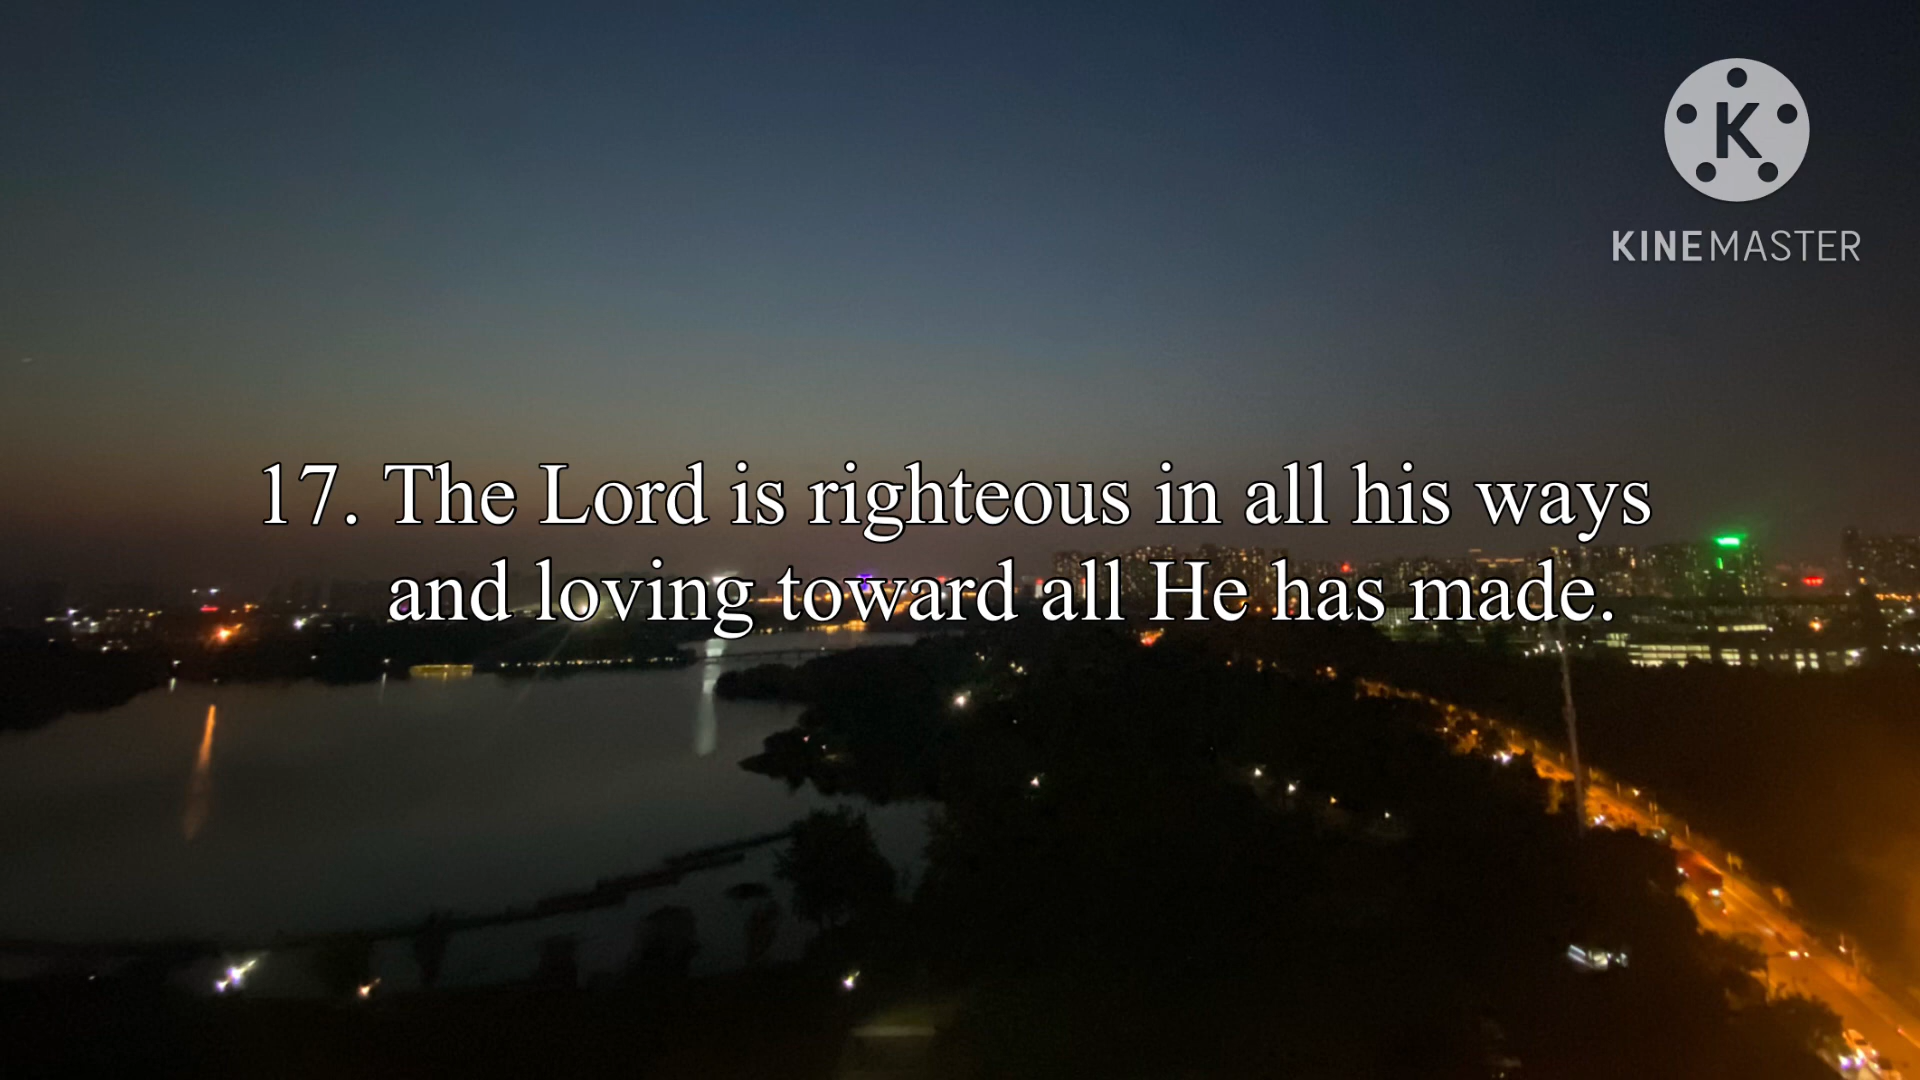 K
KINEMASTER
17. The Lord is righteous in all his ways
and loving toward all He has made.